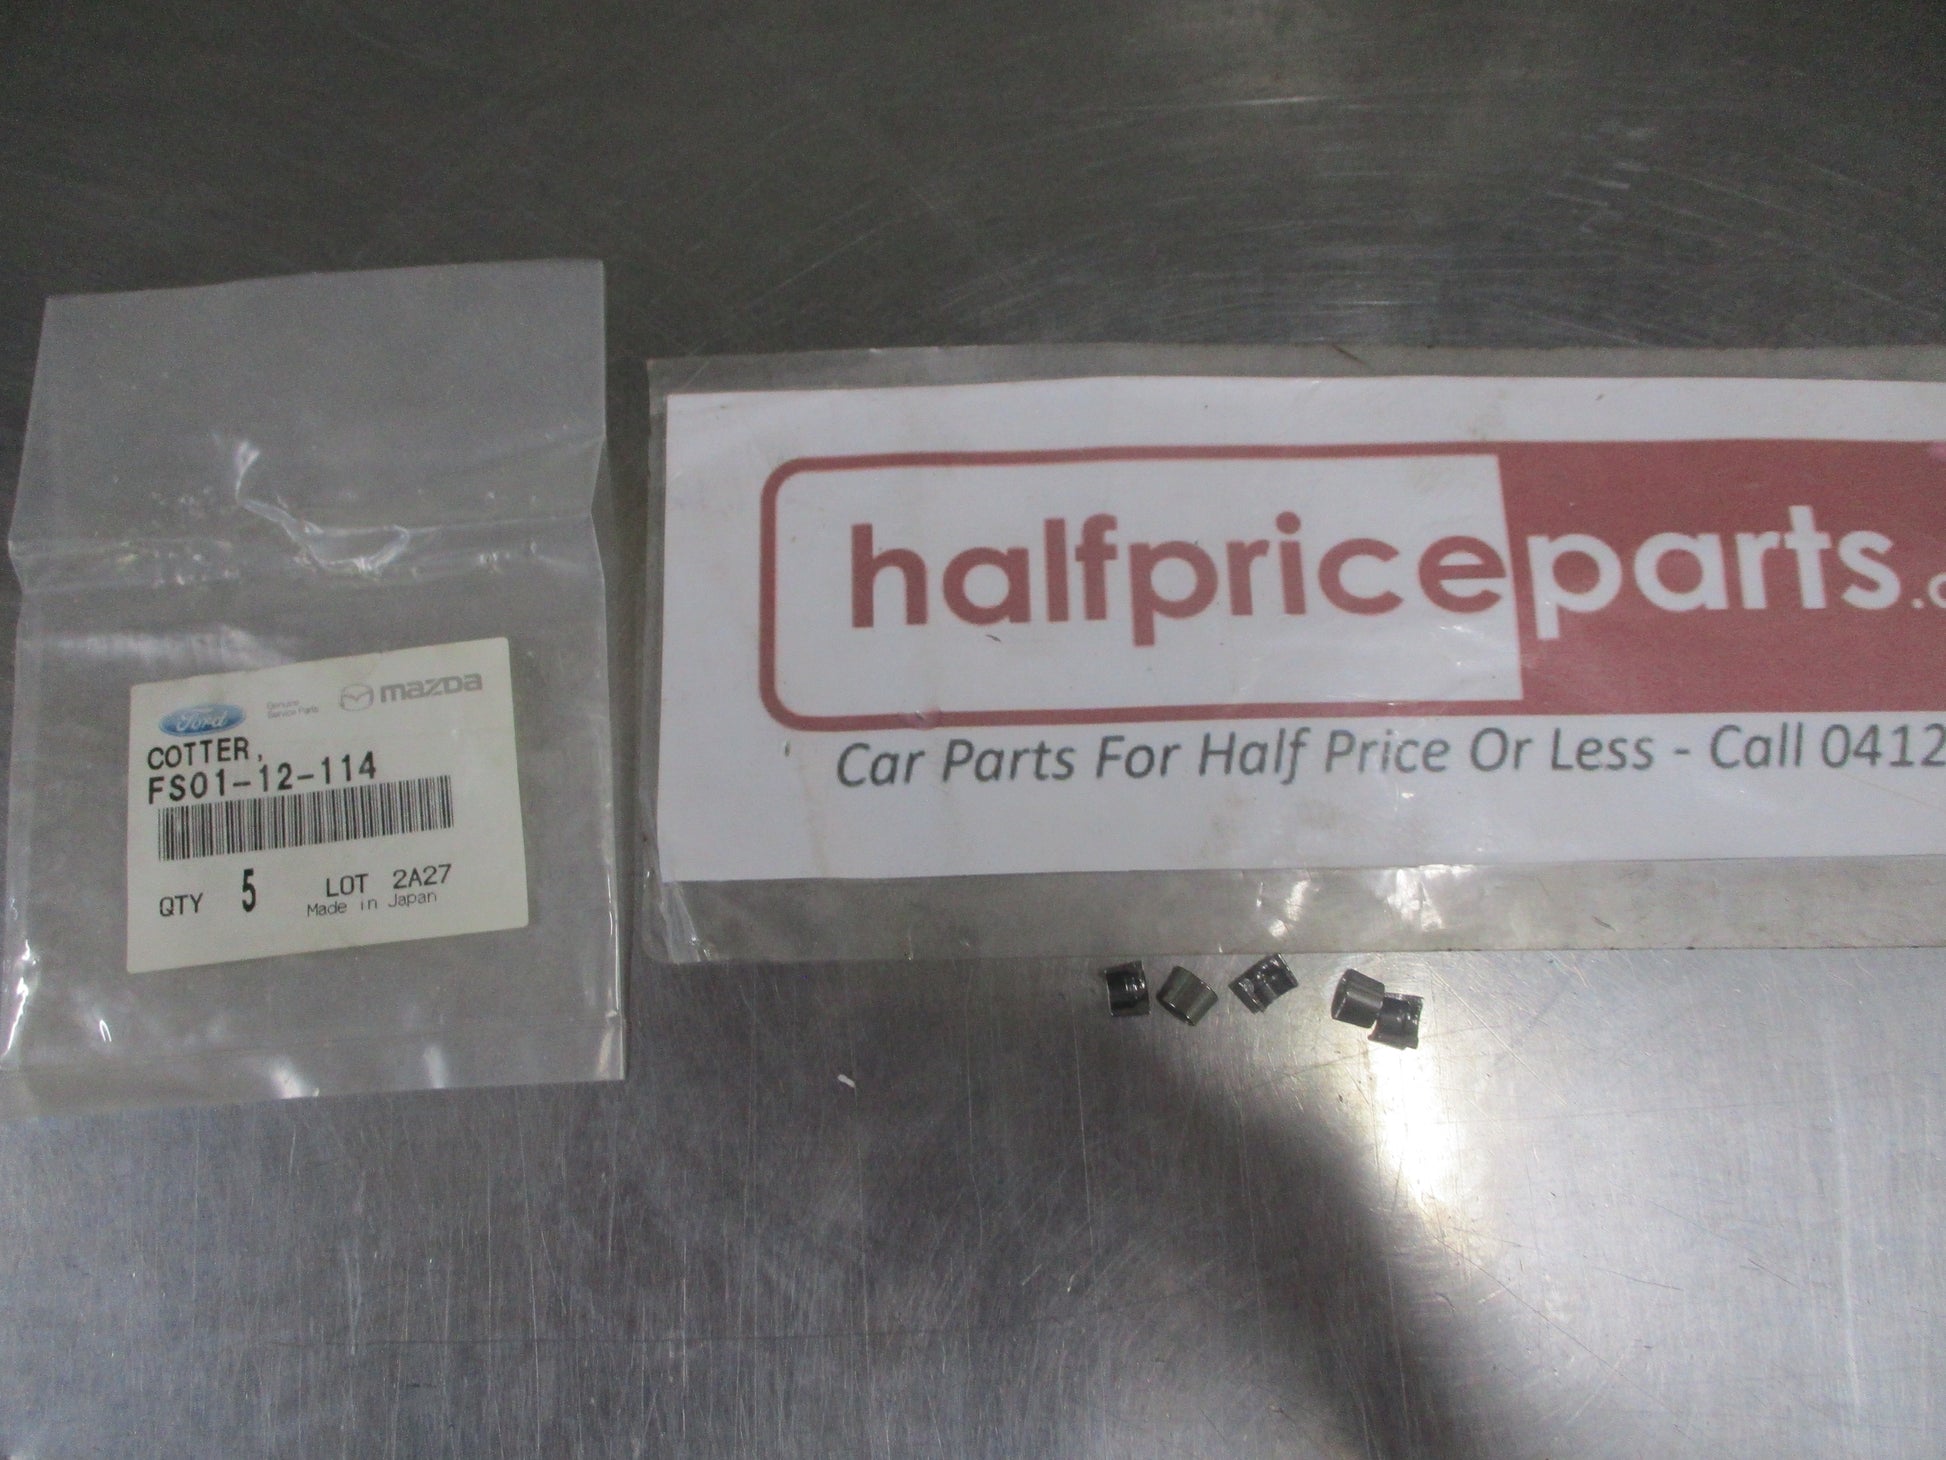 Ford Genuine Service Parts mazda
COTTER,
FS01-12-114
QTY 5 LOT 2A27
Made in Japan
halfpriceparts.c
Car Parts For Half Price Or Less - Call 0412